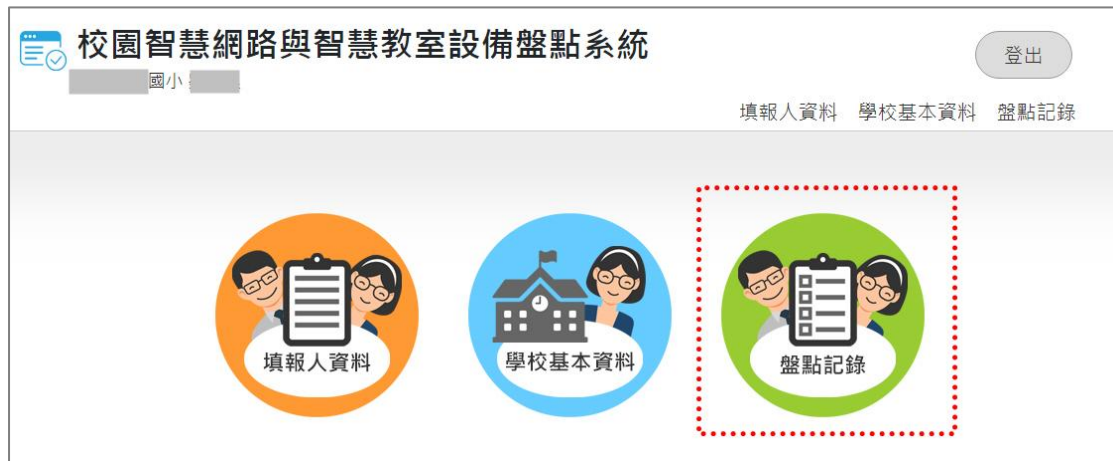 校園智慧網路與智慧教室設備盤點系統
登出
國小
填報人資料 學校基本資料 盤點記錄
填報人資料
學校基本資料
盤點記錄